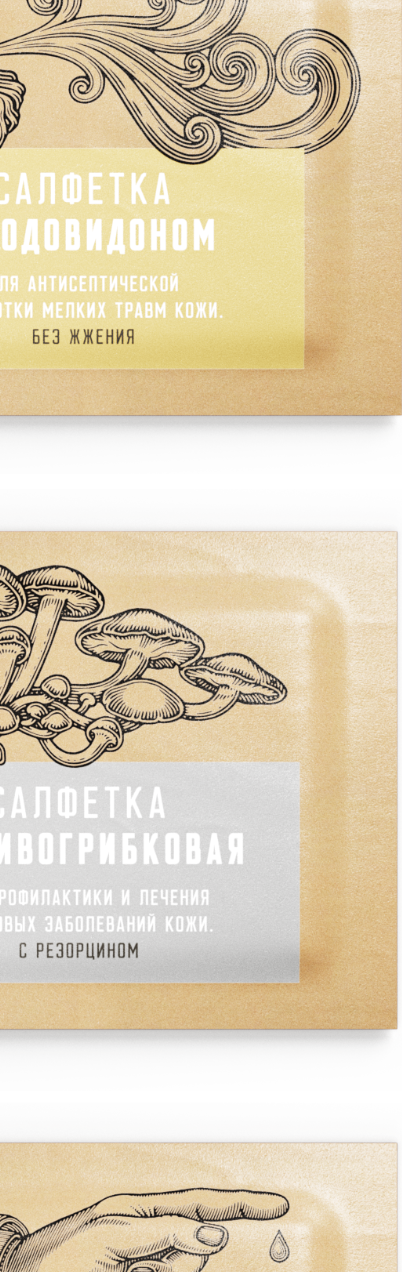 САЛФЕТКА
ОДОВИДОНОМ
ЛЯ АНТИСЕПТИЧЕСКОЙ
ТКИ МЕЛКИХ ТРАВМ КОЖИ.
БЕЗ ЖЖЕНИЯ
САЛФЕТКА
ИВОГРИБКОВАЯ
РОФИЛАКТИКИ И ЛЕЧЕНИЯ
ВЫХ ЗАБОЛЕВАНИЙ КОЖИ.
С РЕЗОРЦИНОМ